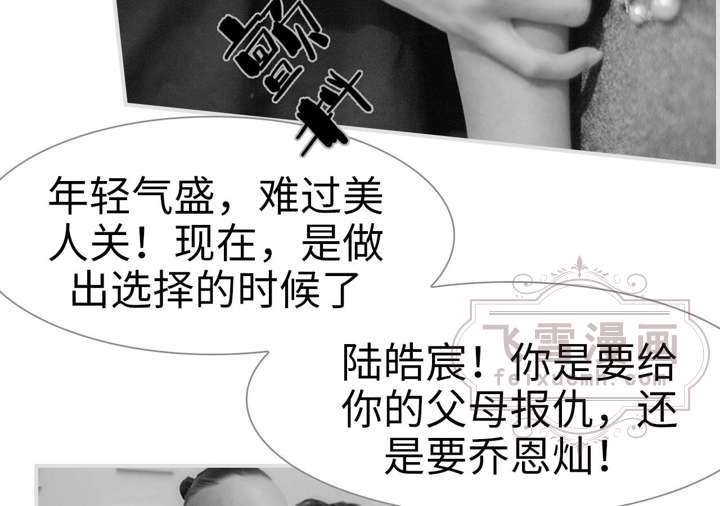 颤
抖
年轻气盛，难过美
人关！现在，是做
出选择的时候了
飞雪漫画
feixuemh.com
陆皓宸！你是要给
你的父母报仇，还
是要乔恩灿！